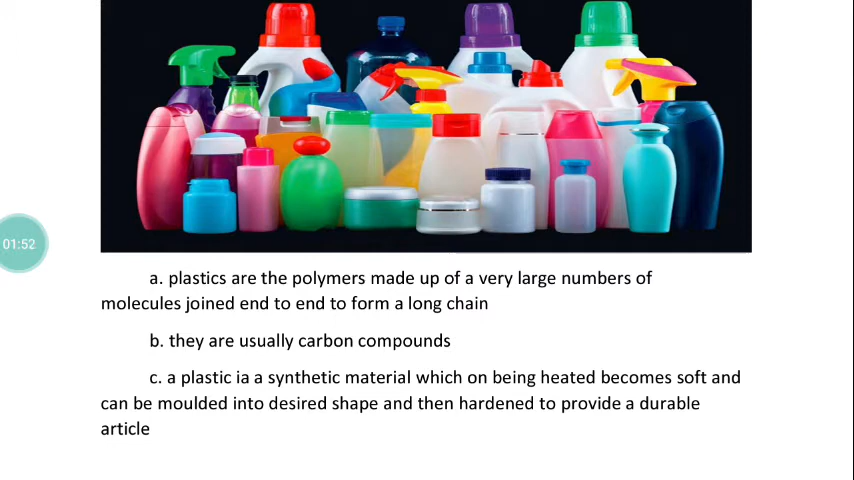 01:52
a. plastics are the polymers made up of a very large numbers of
molecules joined end to end to form a long chain
b. they are usually carbon compounds
c. a plastic ia a synthetic material which on being heated becomes soft and
can be moulded into desired shape and then hardened to provide a durable
article